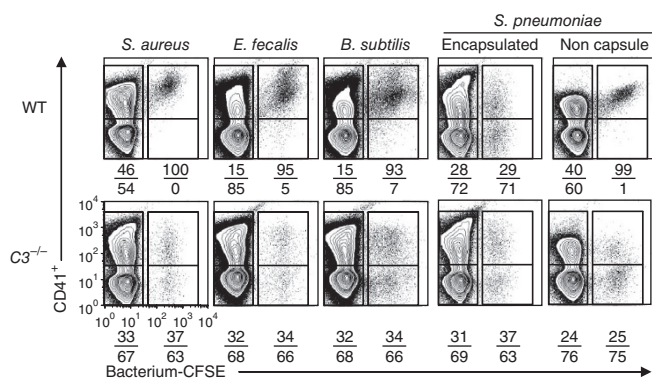 S. pneumoniae
S. aureus E. fecalis B. subtilis Encapsulated Non capsule
WT
46 100 15 95 15 93 28 29 40 99
54 0 85 5 85 7 72 71 60 1
C3⁻/⁻
CD41⁺
10⁴
10³
10²
10¹
10⁰
10⁰ 10¹ 10² 10³ 10⁴
33 37 32 34 32 34 31 37 24 25
67 63 68 66 68 66 69 63 76 75
Bacterium-CFSE